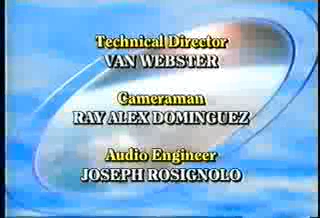 Technical Director
VAN WEBSTER
Cameraman
RAY ALEX DOMINGUEZ
Audio Engineer
JOSEPH ROSIGNOLO